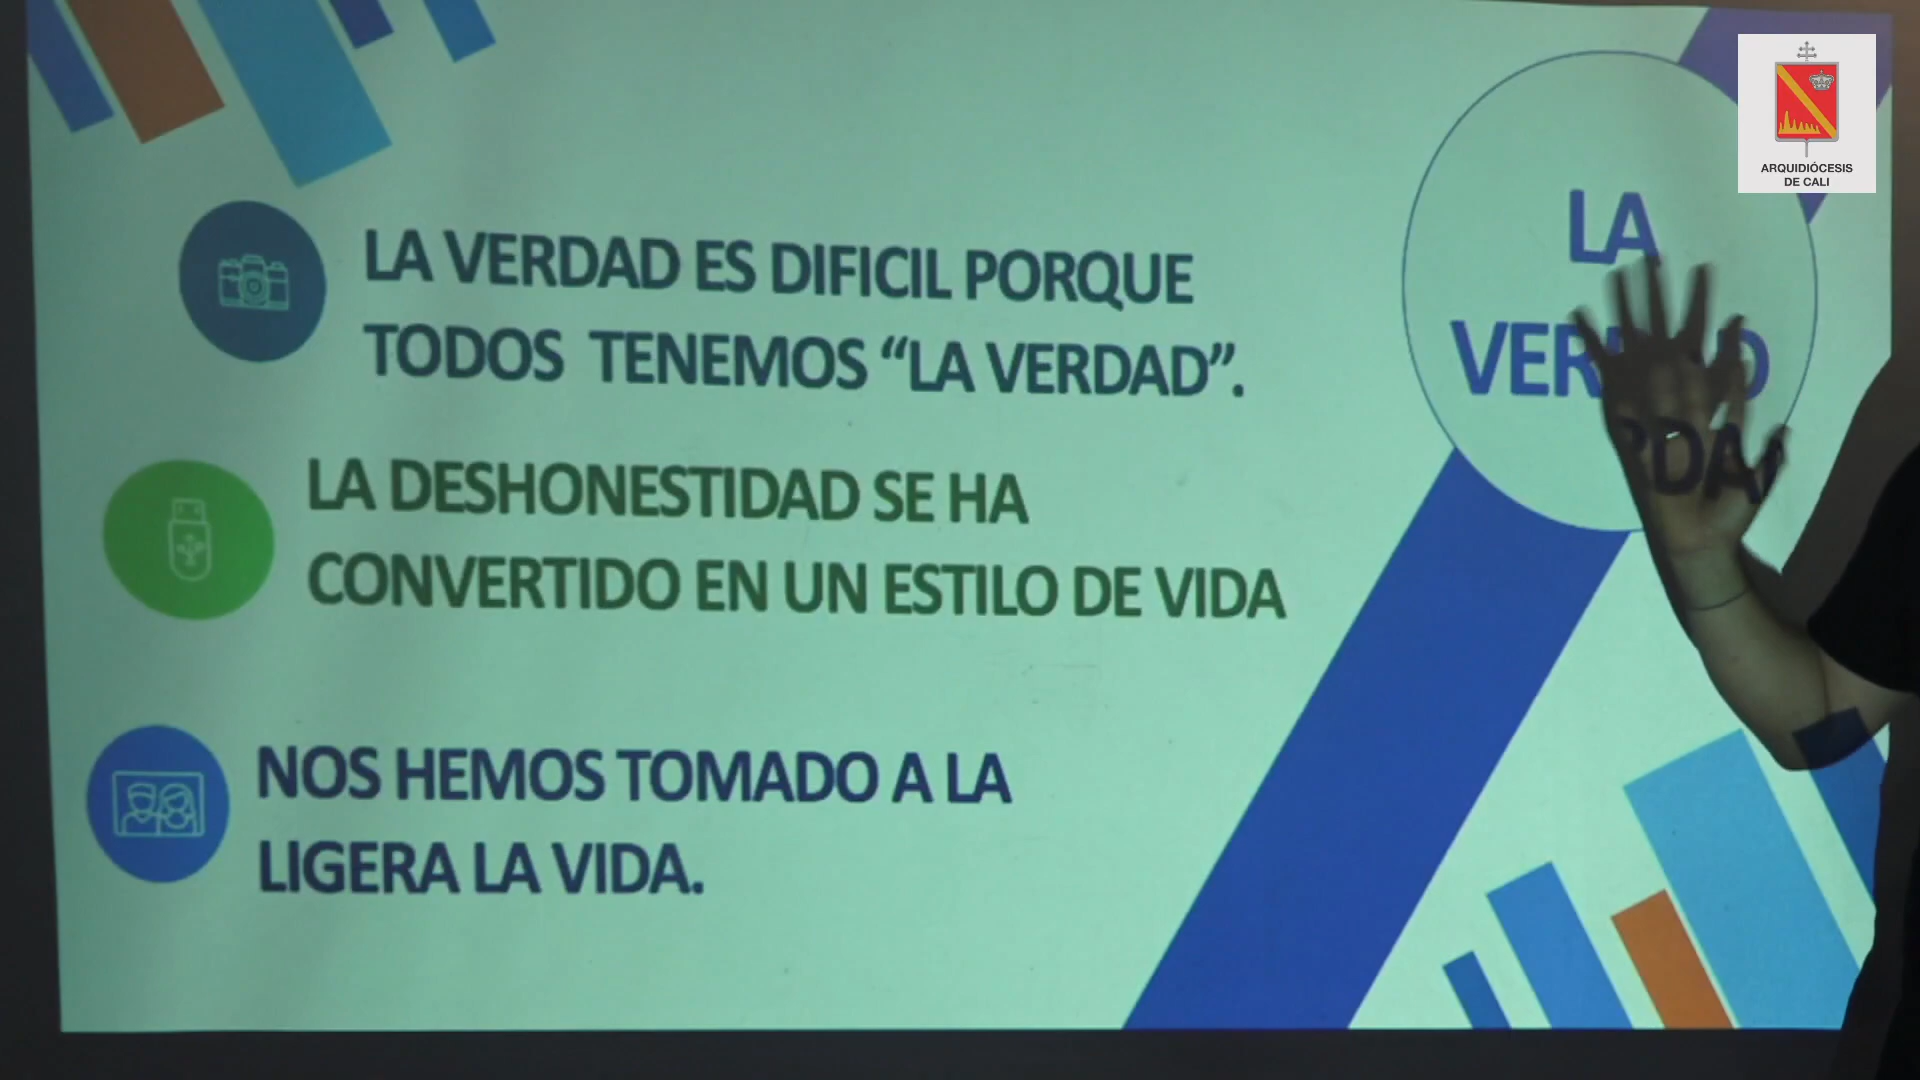 LA VERDAD ES DIFICIL PORQUE
TODOS TENEMOS “LA VERDAD”.
LA DESHONESTIDAD SE HA
CONVERTIDO EN UN ESTILO DE VIDA
NOS HEMOS TOMADO A LA
LIGERA LA VIDA.
LA
VERDAD
ARQUIDIÓCESIS
DE CALI